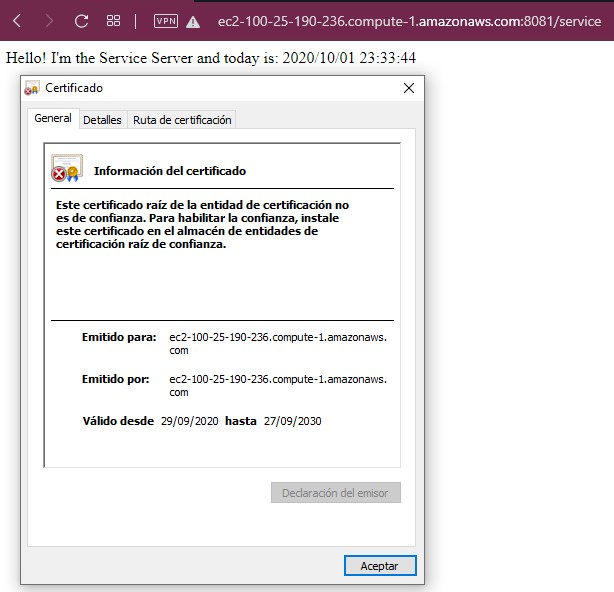 VPN ec2-100-25-190-236.compute-1.amazonaws.com:8081/service
Hello! I'm the Service Server and today is: 2020/10/01 23:33:44
Certificado
General Detalles Ruta de certificación
Información del certificado
Este certificado raíz de la entidad de certificación no
es de confianza. Para habilitar la confianza, instale
este certificado en el almacén de entidades de
certificación raíz de confianza.
Emitido para: ec2-100-25-190-236.compute-1.amazonaws.
com
Emitido por: ec2-100-25-190-236.compute-1.amazonaws.
com
Válido desde 29/09/2020 hasta 27/09/2030
Declaración del emisor
Aceptar